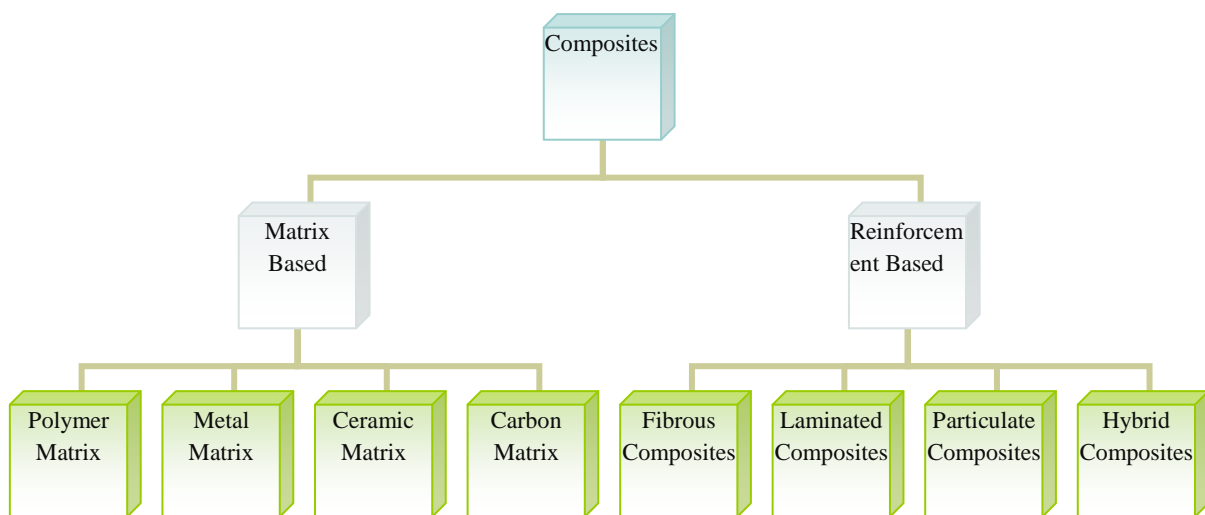 Composites
Matrix
Based
Reinforcem
ent Based
Polymer
Matrix
Metal
Matrix
Ceramic
Matrix
Carbon
Matrix
Fibrous
Composites
Laminated
Composites
Particulate
Composites
Hybrid
Composites